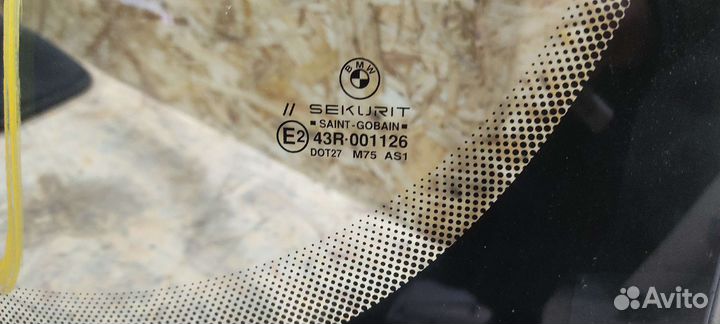 BMW
// SEKURIT
SAINT-GOBAIN
E2 43R-001126
DOT27 M75 AS1
Avito